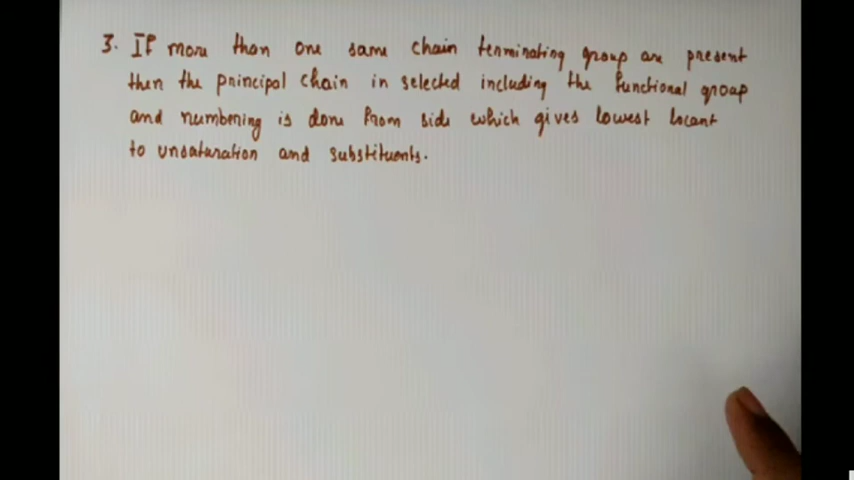 3. If more than one same chain terminating group are present
then the principal chain in selected including the functional group
and numbering is done from side which gives lowest locant
to unsaturation and substituents.